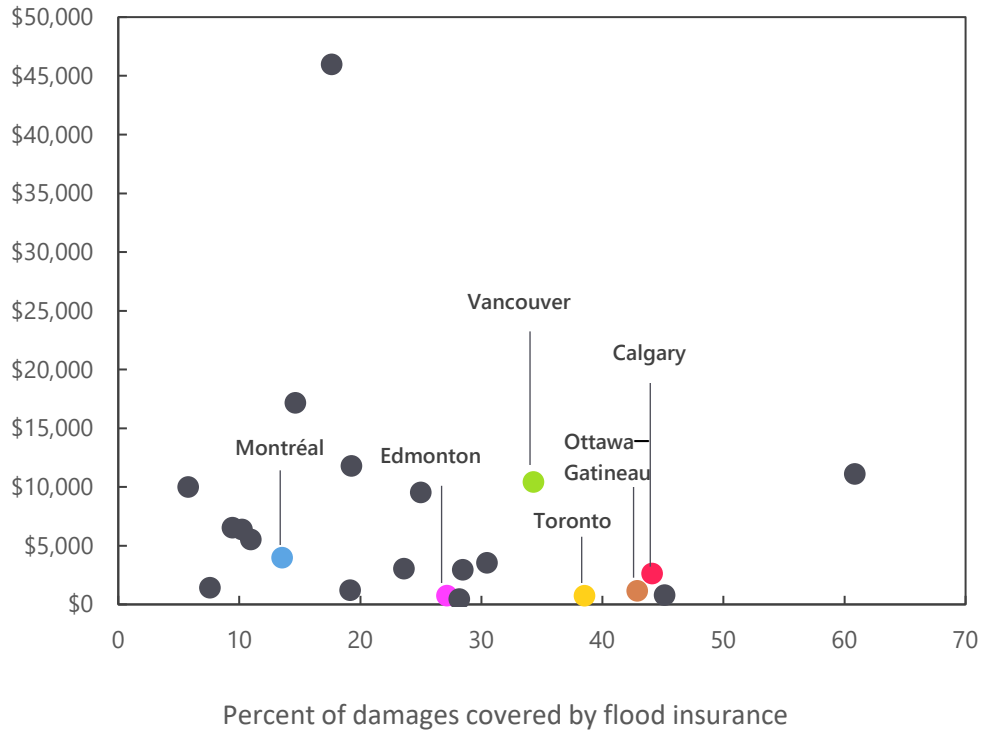 $50,000
$45,000
$40,000
$35,000
$30,000
$25,000
$20,000
$15,000
$10,000
$5,000
$0
Vancouver
Calgary
Ottawa–
Gatineau
Montréal
Edmonton
Toronto
0 10 20 30 40 50 60 70
Percent of damages covered by flood insurance